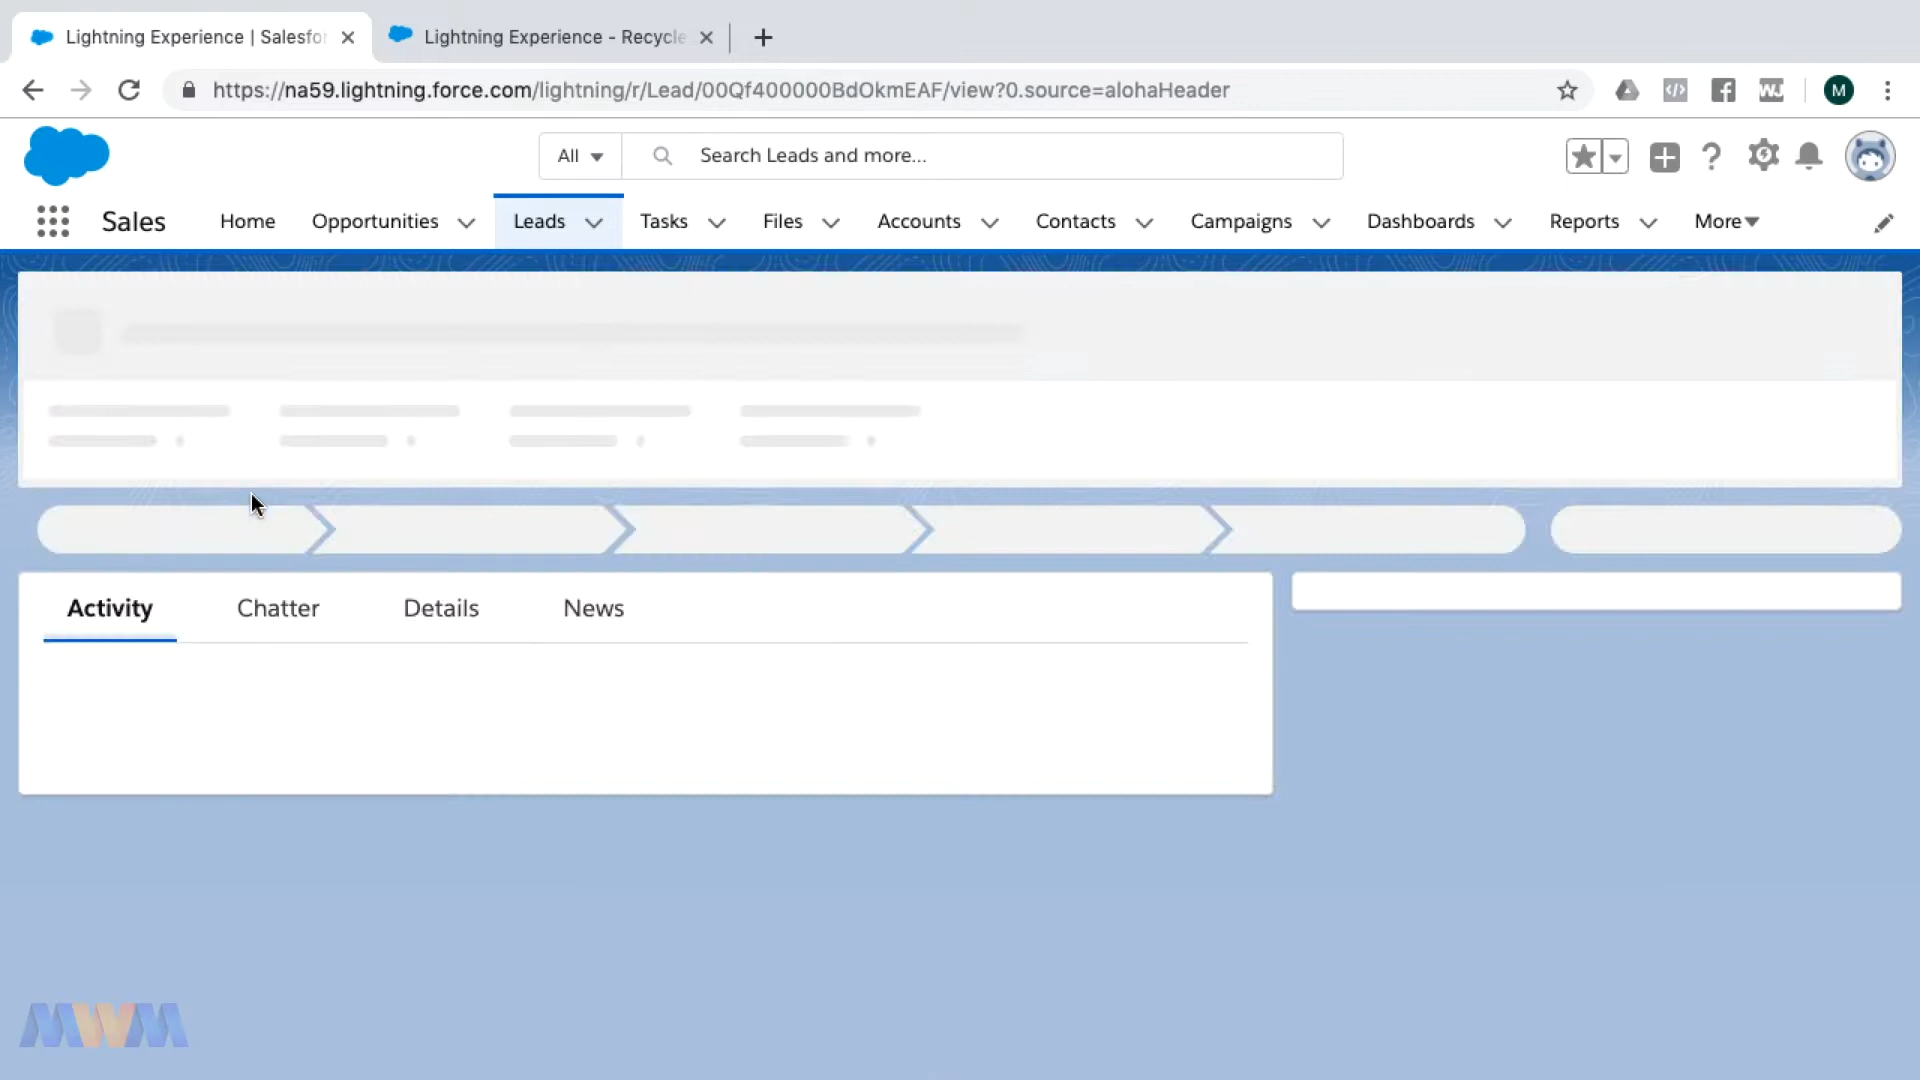 Lightning Experience | Salesfo
Lightning Experience - Recycle
https://na59.lightning.force.com/lightning/r/Lead/00Qf400000BdOkmEAF/view?0.source=alohaHeader
M
All
Search Leads and more...
Sales
Home
Opportunities
Leads
Tasks
Files
Accounts
Contacts
Campaigns
Dashboards
Reports
More
Activity
Chatter
Details
News
MWM